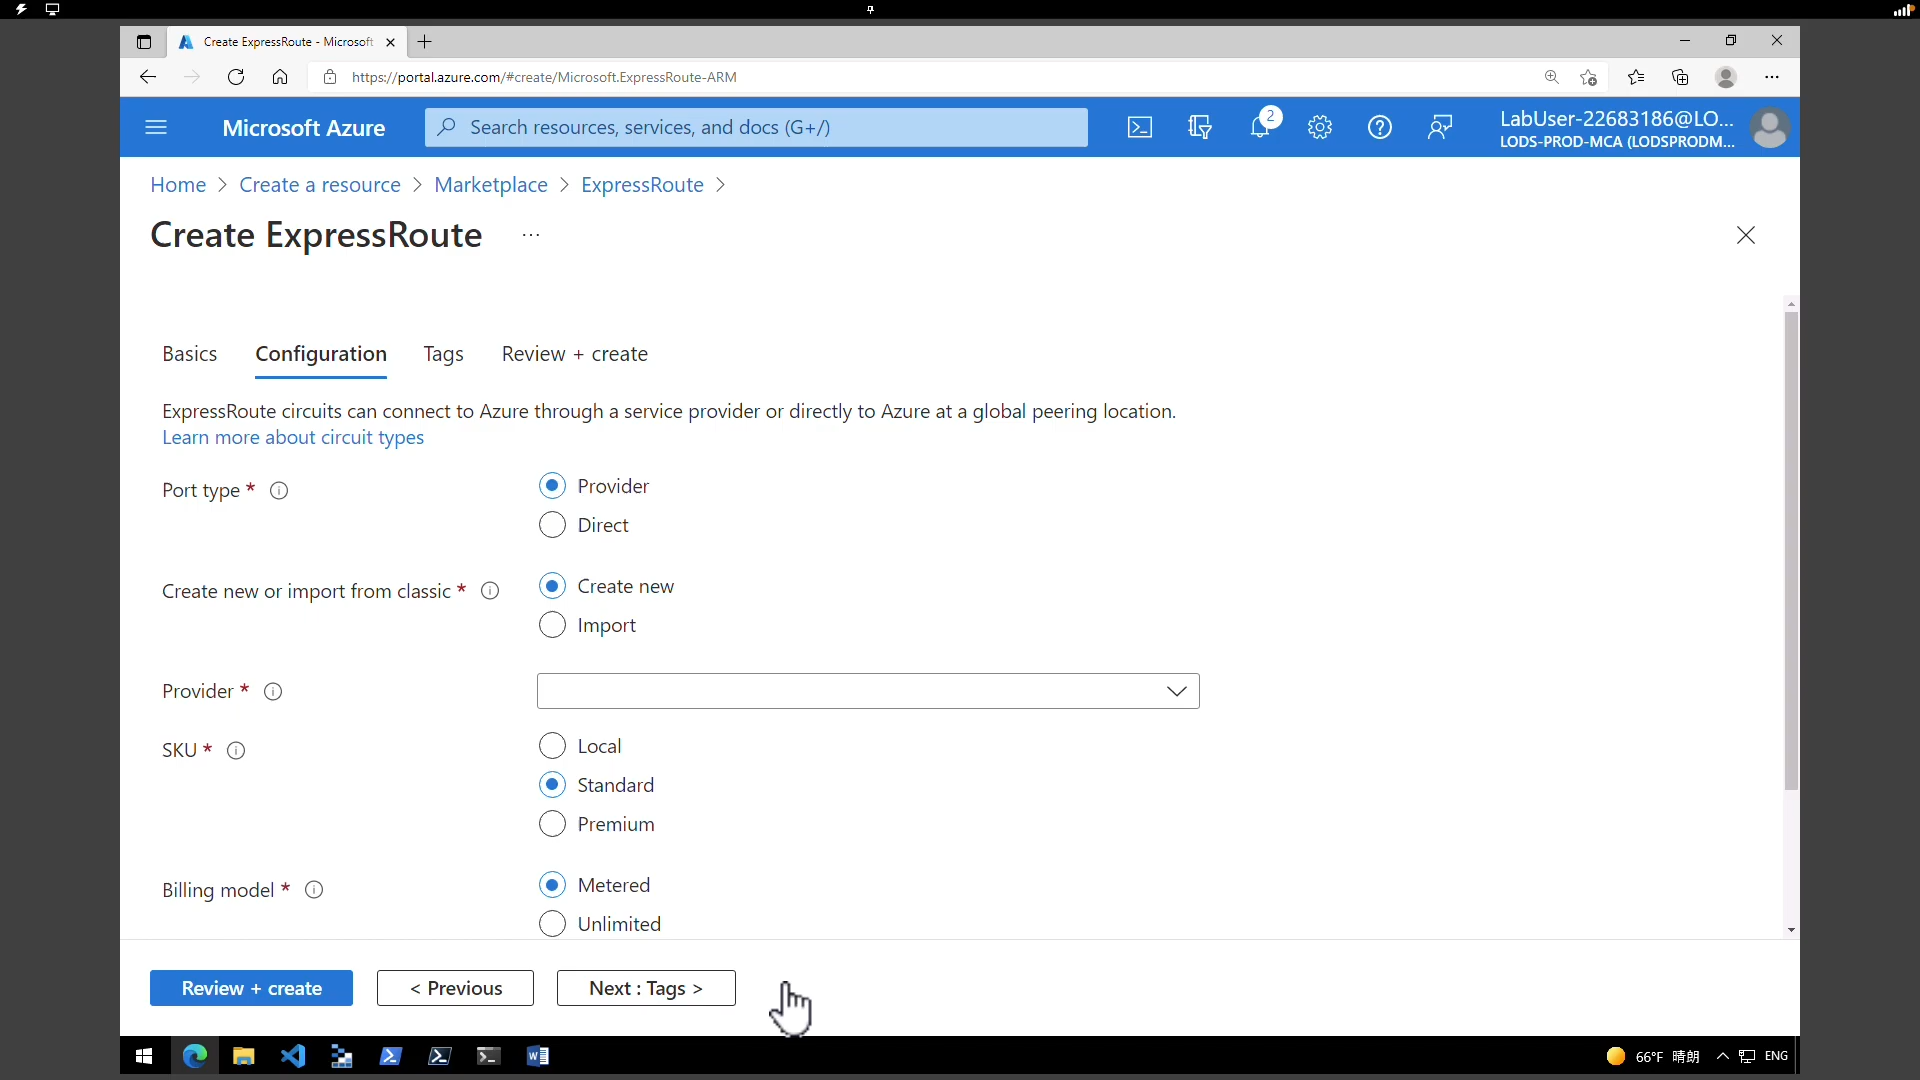 Create ExpressRoute - Microsoft
https://portal.azure.com/#create/Microsoft.ExpressRoute-ARM
Microsoft Azure
Search resources, services, and docs (G+/)
2
LabUser-22683186@LO...
LODS-PROD-MCA (LODSPRODM...
Home > Create a resource > Marketplace > ExpressRoute >
Create ExpressRoute ...
Basics Configuration Tags Review + create
ExpressRoute circuits can connect to Azure through a service provider or directly to Azure at a global peering location.
Learn more about circuit types
Port type *
Provider
Direct
Create new or import from classic *
Create new
Import
Provider *
SKU *
Local
Standard
Premium
Billing model *
Metered
Unlimited
Review + create
< Previous
Next : Tags >
66°F 晴朗
ENG